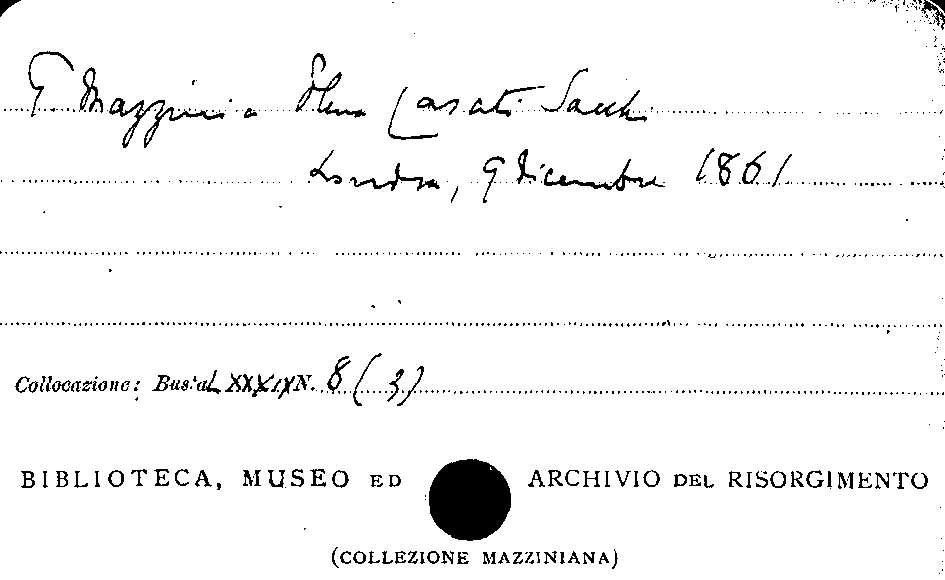 G. Mazzini a Elena Casati Sacchi
Londra, 9 dicembre 1861
Collocazione: Busta LXXXIX N. 8 (3)
BIBLIOTECA, MUSEO ED ARCHIVIO DEL RISORGIMENTO
(COLLEZIONE MAZZINIANA)